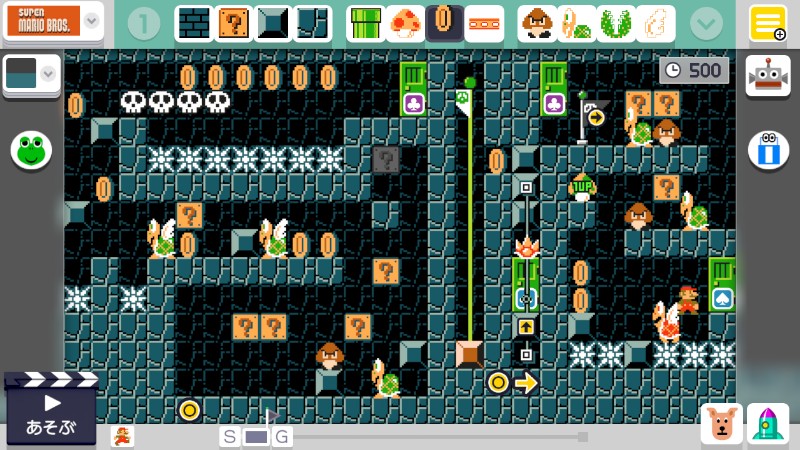 SUPER
MARIO BROS.
1
500
1UP
あそぶ
S
G